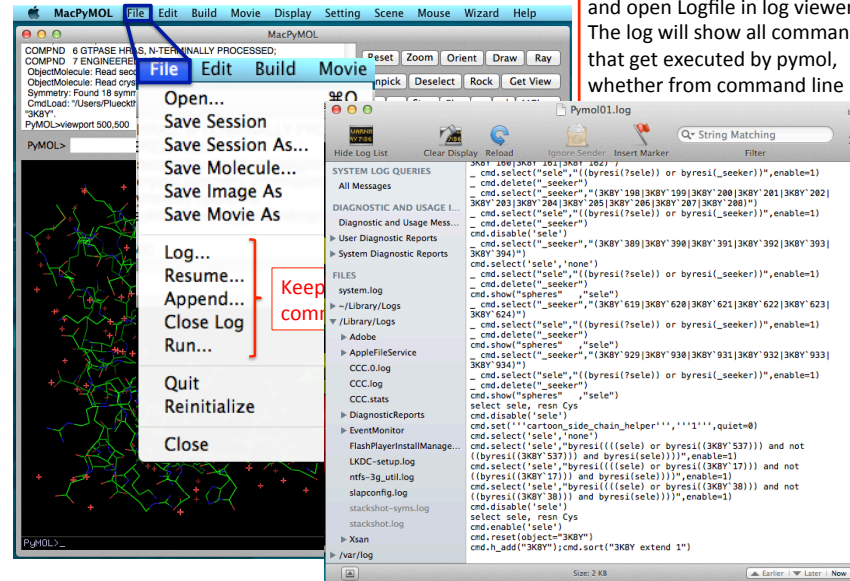 MacPyMOL File Edit Build Movie Display Setting Scene Mouse Wizard Help
MacPyMOL
COMPND 6 GTPASE HRAS, N-TERMINALLY PROCESSED;
COMPND 7 ENGINEERED
ObjectMolecule: Read
ObjectMolecule: Read
Symmetry: Found 18
CmdLoad:
"3K8Y".
PyMOL>viewport 500,500
PyMOL>
Reset Zoom Orient Draw Ray
Deselect Rock Get View
File Edit Build Movie
Open...
Save Session
Save Session As...
Save Molecule...
Save Image As
Save Movie As
Log...
Resume...
Append...
Close Log
Run...
Quit
Reinitialize
Close
Keep
PyMOL>_
and open Logfile in log viewer
The log will show all
that get executed by pymol,
whether from command line
Pymol01.log
WARNI
AY 7:36
7:36
Hide Log List Clear Display Reload Ignore Sender Insert Marker Filter
String Matching
SYSTEM LOG QUERIES
All Messages
DIAGNOSTIC AND USAGE I...
Diagnostic and Usage Mess...
User Diagnostic Reports
System Diagnostic Reports
FILES
system.log
~/Library/Logs
/Library/Logs
Adobe
AppleFileService
CCC.0.log
CCC.log
CCC.stats
DiagnosticReports
EventMonitor
FlashPlayerInstallManage...
LKDC-setup.log
ntfs-3g_util.log
slapconfig.log
stackshot-syms.log
stackshot.log
Xsan
/var/log
3K8Y`160|3K8Y`161|3K8Y`162)")
_ cmd.select("sele","((byresi(?sele)) or byresi(_seeker))",enable=1)
_ cmd.delete("_seeker")
_ cmd.select("_seeker","(3K8Y`198|3K8Y`199|3K8Y`200|3K8Y`201|3K8Y`202|
3K8Y`203|3K8Y`204|3K8Y`205|3K8Y`206|3K8Y`207|3K8Y`208)")
_ cmd.select("sele","((byresi(?sele)) or byresi(_seeker))",enable=1)
_ cmd.delete("_seeker")
cmd.disable('sele')
_ cmd.select("_seeker","(3K8Y`389|3K8Y`390|3K8Y`391|3K8Y`392|3K8Y`393|
3K8Y`394)")
cmd.select('sele','none')
_ cmd.select("sele","((byresi(?sele)) or byresi(_seeker))",enable=1)
_ cmd.delete("_seeker")
cmd.show("spheres" ,"sele")
_ cmd.select("_seeker","(3K8Y`619|3K8Y`620|3K8Y`621|3K8Y`622|3K8Y`623|
3K8Y`624)")
_ cmd.select("sele","((byresi(?sele)) or byresi(_seeker))",enable=1)
_ cmd.delete("_seeker")
cmd.show("spheres" ,"sele")
_ cmd.select("_seeker","(3K8Y`929|3K8Y`930|3K8Y`931|3K8Y`932|3K8Y`933|
3K8Y`934)")
_ cmd.select("sele","((byresi(?sele)) or byresi(_seeker))",enable=1)
_ cmd.delete("_seeker")
cmd.show("spheres" ,"sele")
select sele, resn Cys
cmd.disable('sele')
cmd.set('''cartoon_side_chain_helper''','''1''',quiet=0)
cmd.select('sele','none')
cmd.select('sele',"byresi((((sele) or byresi((3K8Y`537))) and not
((byresi((3K8Y`537))) and byresi(sele))))",enable=1)
cmd.select('sele',"byresi((((sele) or byresi((3K8Y`17))) and not
((byresi((3K8Y`17))) and byresi(sele))))",enable=1)
cmd.select('sele',"byresi((((sele) or byresi((3K8Y`38))) and not
((byresi((3K8Y`38))) and byresi(sele))))",enable=1)
cmd.disable('sele')
select sele, resn Cys
cmd.enable('sele')
cmd.reset(object="3K8Y")
cmd.h_add("3K8Y");cmd.sort("3K8Y extend 1")
Size: 2 KB
Earlier Later Now